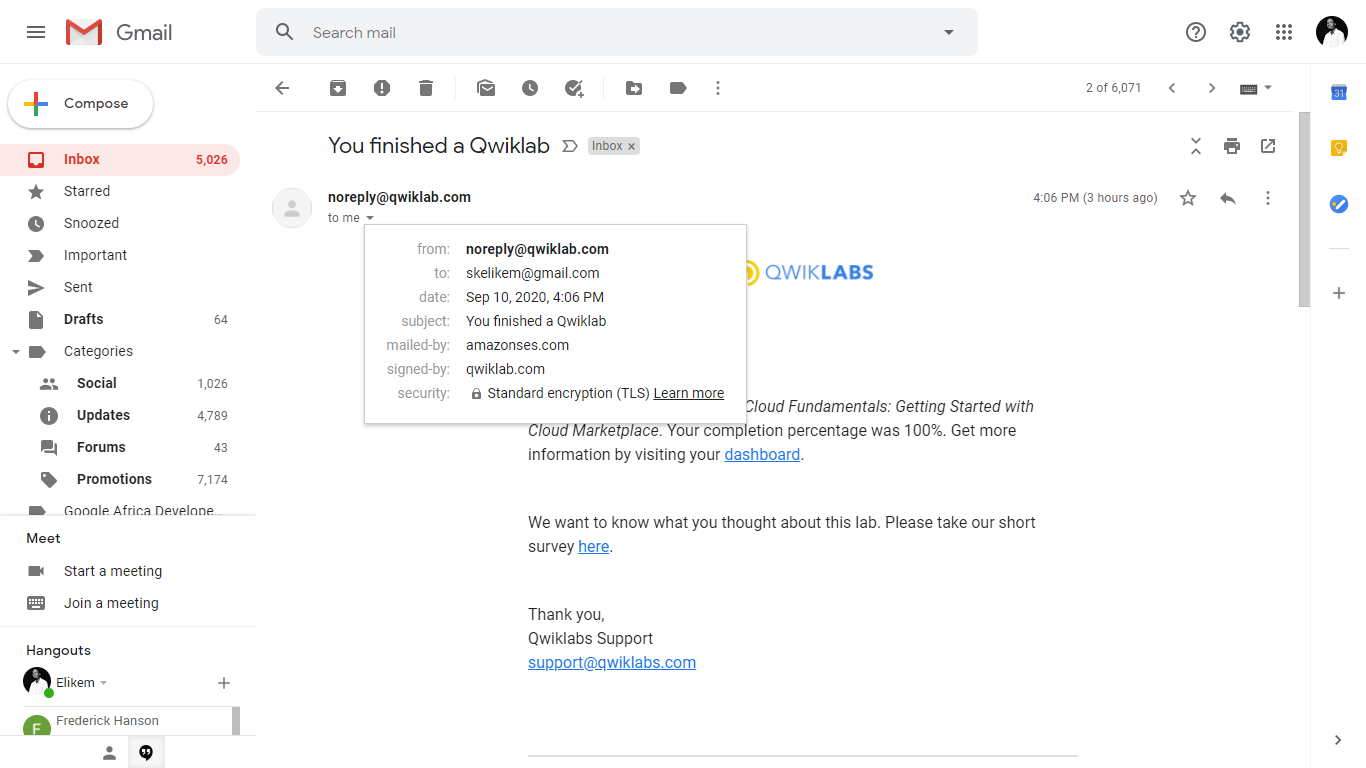 Gmail
Search mail
Compose
2 of 6,071
31
Inbox 5,026
Starred
Snoozed
Important
Sent
Drafts 64
Categories
Social 1,026
Updates 4,789
Forums 43
Promotions 7,174
Google Africa Develope...
Meet
Start a meeting
Join a meeting
Hangouts
Elikem
F
Frederick Hanson
You finished a Qwiklab
Inbox x
noreply@qwiklab.com
4:06 PM (3 hours ago)
to me
from: noreply@qwiklab.com
to: skelikem@gmail.com
date: Sep 10, 2020, 4:06 PM
subject: You finished a Qwiklab
mailed-by: amazonses.com
signed-by: qwiklab.com
security: Standard encryption (TLS) Learn more
QWIKLABS
Cloud Fundamentals: Getting Started with
Cloud Marketplace. Your completion percentage was 100%. Get more
information by visiting your dashboard.
We want to know what you thought about this lab. Please take our short
survey here.
Thank you,
Qwiklabs Support
support@qwiklabs.com